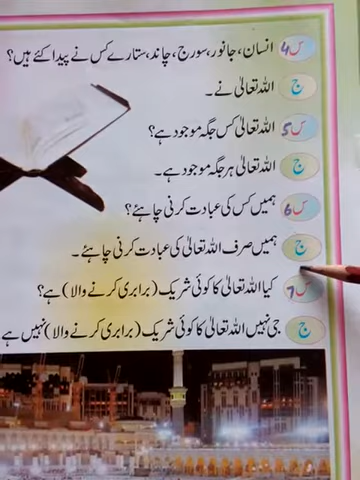 س4 انسان، جانور، سورج، چاند، ستارے کس نے پیدا کئے ہیں؟
ج اللہ تعالیٰ نے۔
س5 اللہ تعالیٰ کس جگہ موجود ہے؟
ج اللہ تعالیٰ ہر جگہ موجود ہے۔
س6 ہمیں کس کی عبادت کرنی چاہئے؟
ج ہمیں صرف اللہ تعالیٰ کی عبادت کرنی چاہئے۔
س7 کیا اللہ تعالیٰ کا کوئی شریک (برابری کرنے والا) ہے؟
ج جی نہیں اللہ تعالیٰ کا کوئی شریک (برابری کرنے والا) نہیں ہے